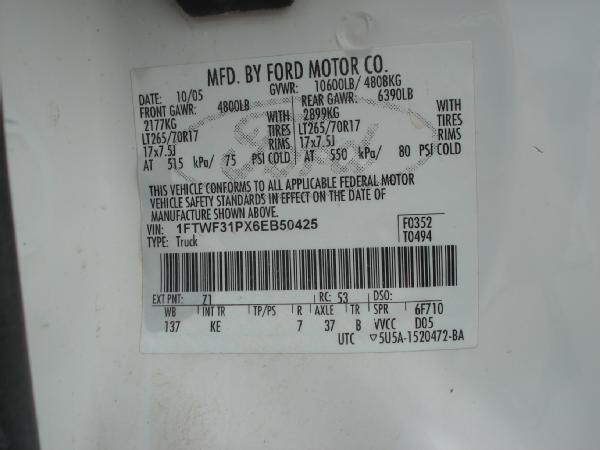 MFD. BY FORD MOTOR CO.
DATE: 10/05 GVWR: 10600LB/ 4808KG
FRONT GAWR: 4800LB REAR GAWR: 6390LB
2177KG WITH 2899KG WITH
LT265/70R17 TIRES LT265/70R17 TIRES
17x7.5J RIMS 17x7.5J RIMS
AT 515 kPa/ 75 PSI COLD AT 550 kPa/ 80 PSI COLD
Ford
THIS VEHICLE CONFORMS TO ALL APPLICABLE FEDERAL MOTOR
VEHICLE SAFETY STANDARDS IN EFFECT ON THE DATE OF
MANUFACTURE SHOWN ABOVE.
VIN: 1FTWF31PX6EB50425 F0352
TYPE: Truck T0494
EXT PNT: Z1 RC: 53 DSO:
WB INT TR TP/PS R AXLE TR SPR 6F710
137 KE 7 37 B VVCC D05
UTC ▽5U5A-1520472-BA